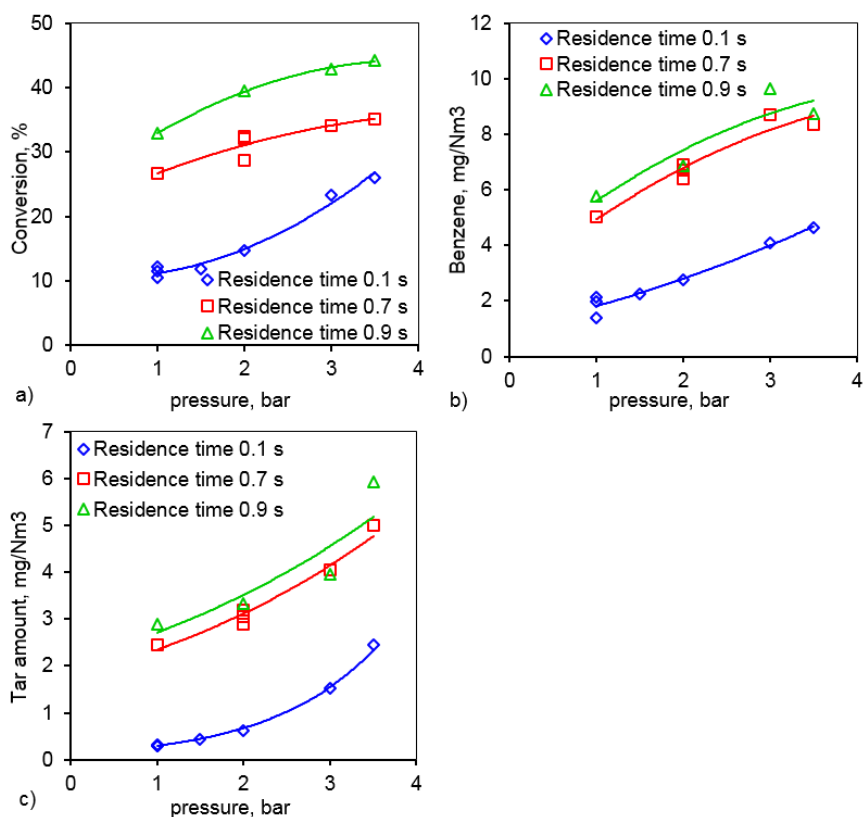 50
40
30
20
10
0
Conversion, %
Residence time 0.1 s
Residence time 0.7 s
Residence time 0.9 s
0 1 2 3 4
a) pressure, bar
12
10
8
6
4
2
0
Benzene, mg/Nm3
Residence time 0.1 s
Residence time 0.7 s
Residence time 0.9 s
0 1 2 3 4
b) pressure, bar
7
6
5
4
3
2
1
0
Tar amount, mg/Nm3
Residence time 0.1 s
Residence time 0.7 s
Residence time 0.9 s
0 1 2 3 4
c) pressure, bar